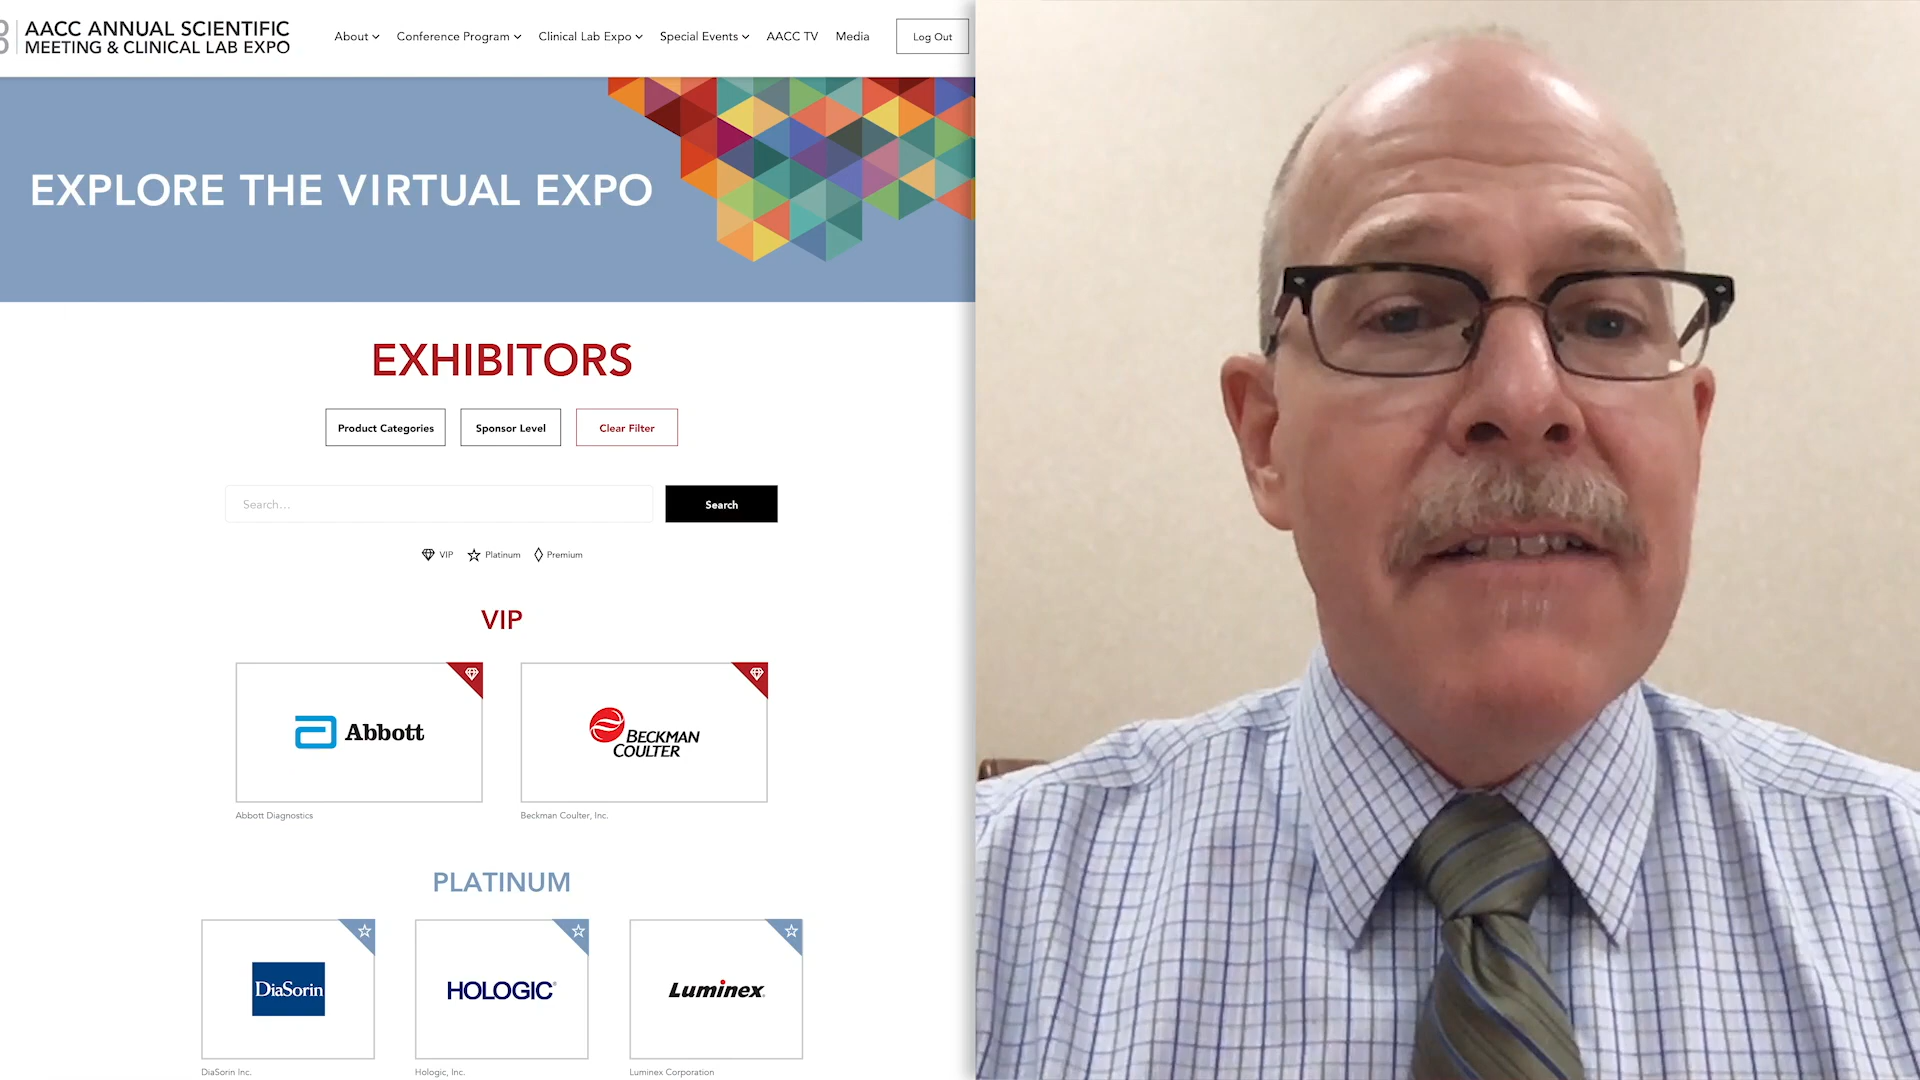 AACC ANNUAL SCIENTIFIC
MEETING & CLINICAL LAB EXPO
About Conference Program Clinical Lab Expo Special Events AACC TV Media Log Out
EXPLORE THE VIRTUAL EXPO
EXHIBITORS
Product Categories Sponsor Level Clear Filter
Search... Search
VIP Platinum Premium
VIP
Abbott
BECKMAN
COULTER
Abbott Diagnostics Beckman Coulter, Inc.
PLATINUM
DiaSorin HOLOGIC® Luminex®
DiaSorin Inc. Hologic, Inc. Luminex Corporation